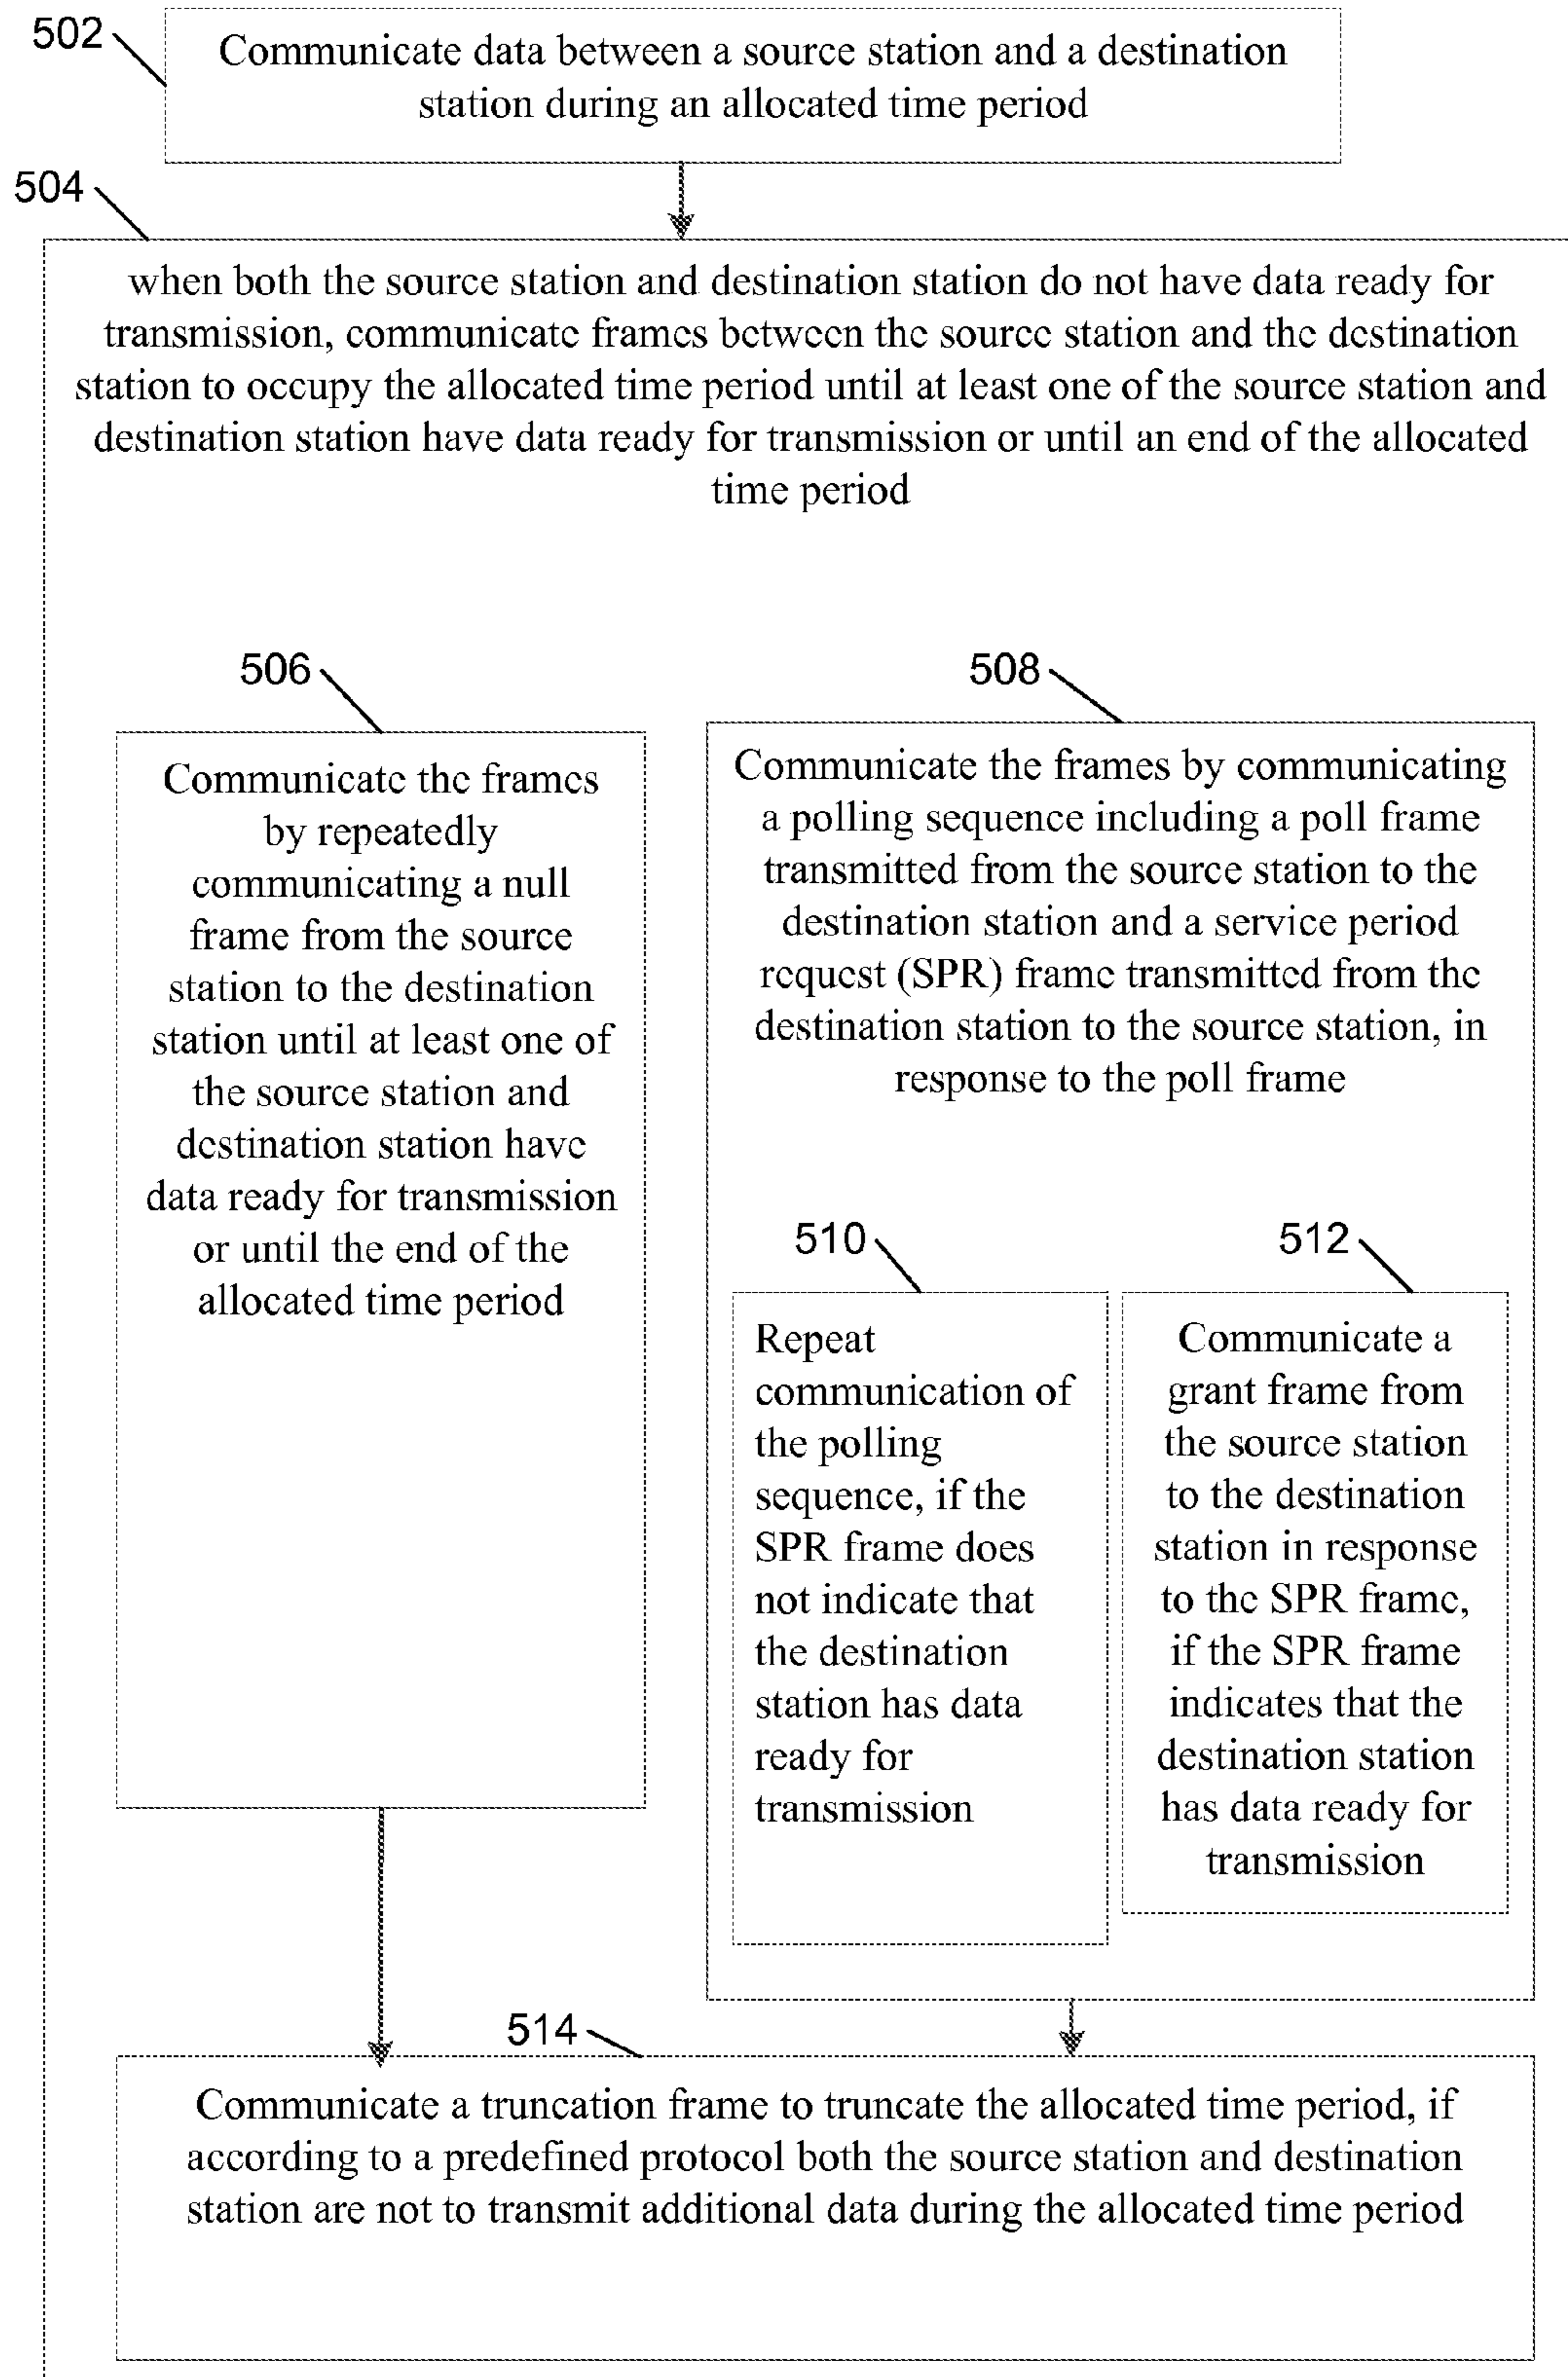 502
Communicate data between a source station and a destination
station during an allocated time period
504
when both the source station and destination station do not have data ready for
transmission, communicate frames between the source station and the destination
station to occupy the allocated time period until at least one of the source station and
destination station have data ready for transmission or until an end of the allocated
time period
506
Communicate the frames
by repeatedly
communicating a null
frame from the source
station to the destination
station until at least one of
the source station and
destination station have
data ready for transmission
or until the end of the
allocated time period
508
Communicate the frames by communicating
a polling sequence including a poll frame
transmitted from the source station to the
destination station and a service period
request (SPR) frame transmitted from the
destination station to the source station, in
response to the poll frame
510
Repeat
communication of
the polling
sequence, if the
SPR frame does
not indicate that
the destination
station has data
ready for
transmission
512
Communicate a
grant frame from
the source station
to the destination
station in response
to the SPR frame,
if the SPR frame
indicates that the
destination station
has data ready for
transmission
514
Communicate a truncation frame to truncate the allocated time period, if
according to a predefined protocol both the source station and destination
station are not to transmit additional data during the allocated time period